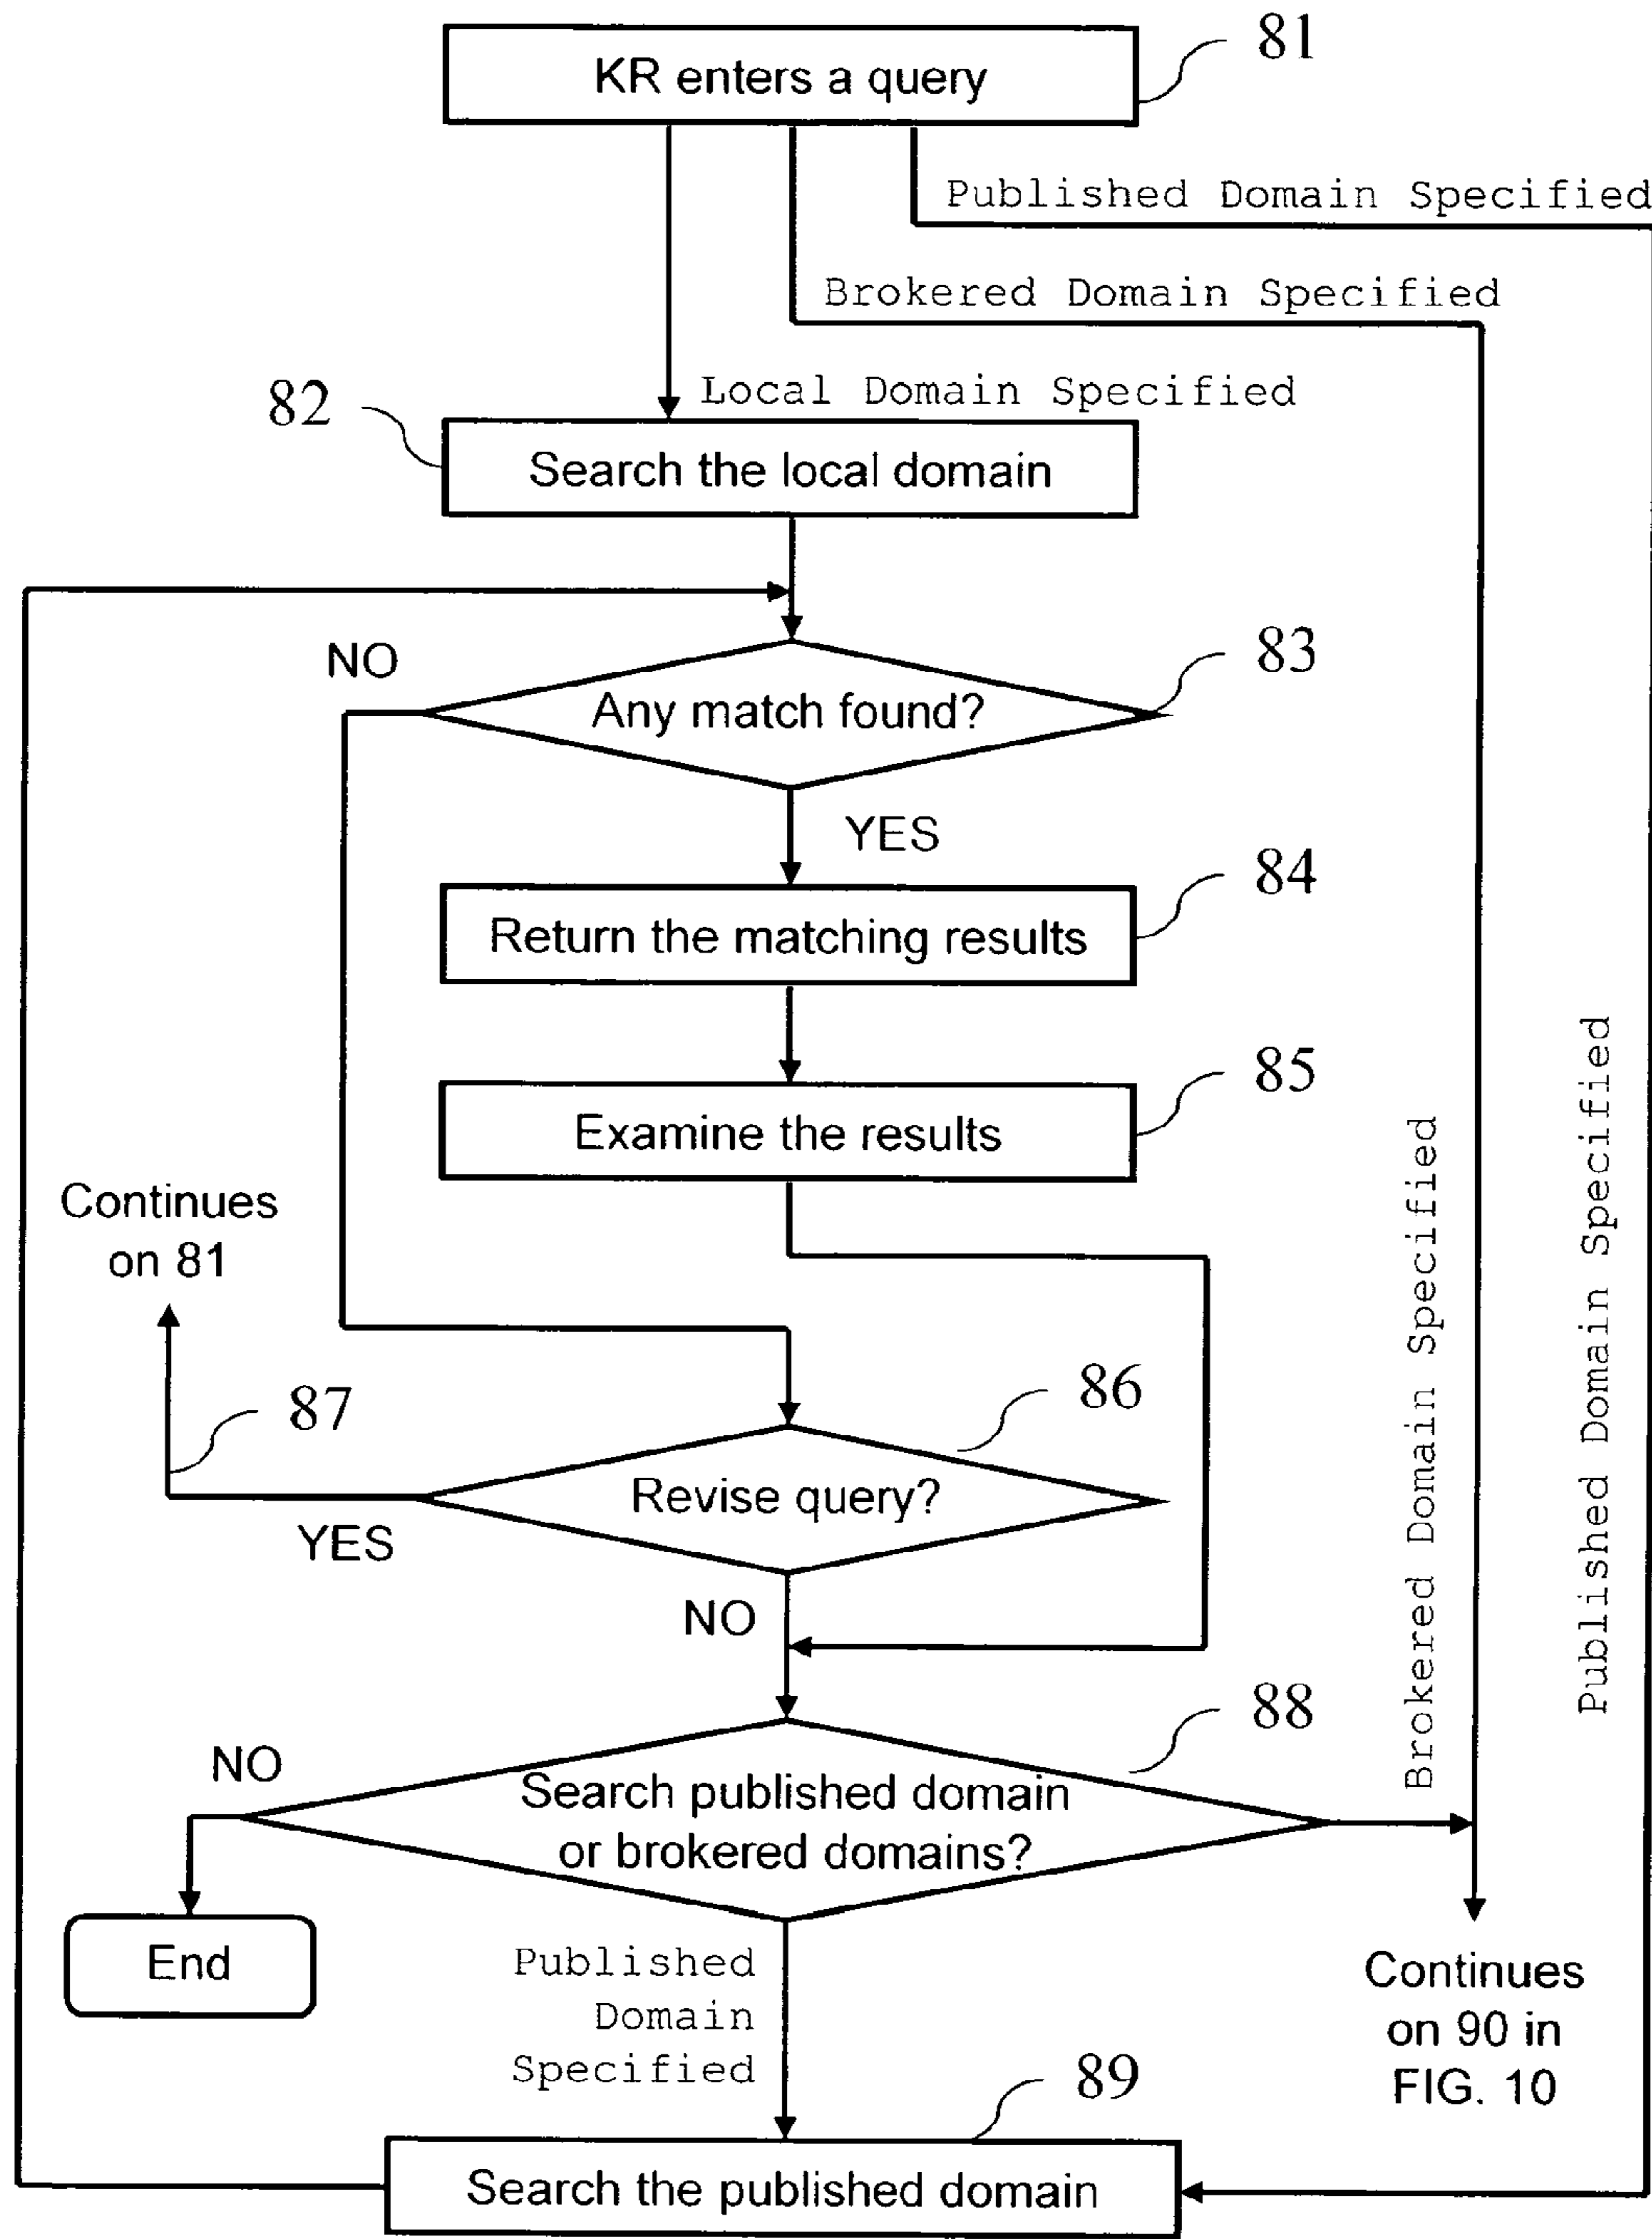 KR enters a query
81
Published Domain Specified
Brokered Domain Specified
Local Domain Specified
82
Search the local domain
NO
83
Any match found?
YES
84
Return the matching results
85
Examine the results
Continues
on 81
87
86
Revise query?
YES
NO
Brokered Domain Specified
Published Domain Specified
88
NO
Search published domain
or brokered domains?
End
Published
Domain
Specified
Continues
on 90 in
FIG. 10
89
Search the published domain